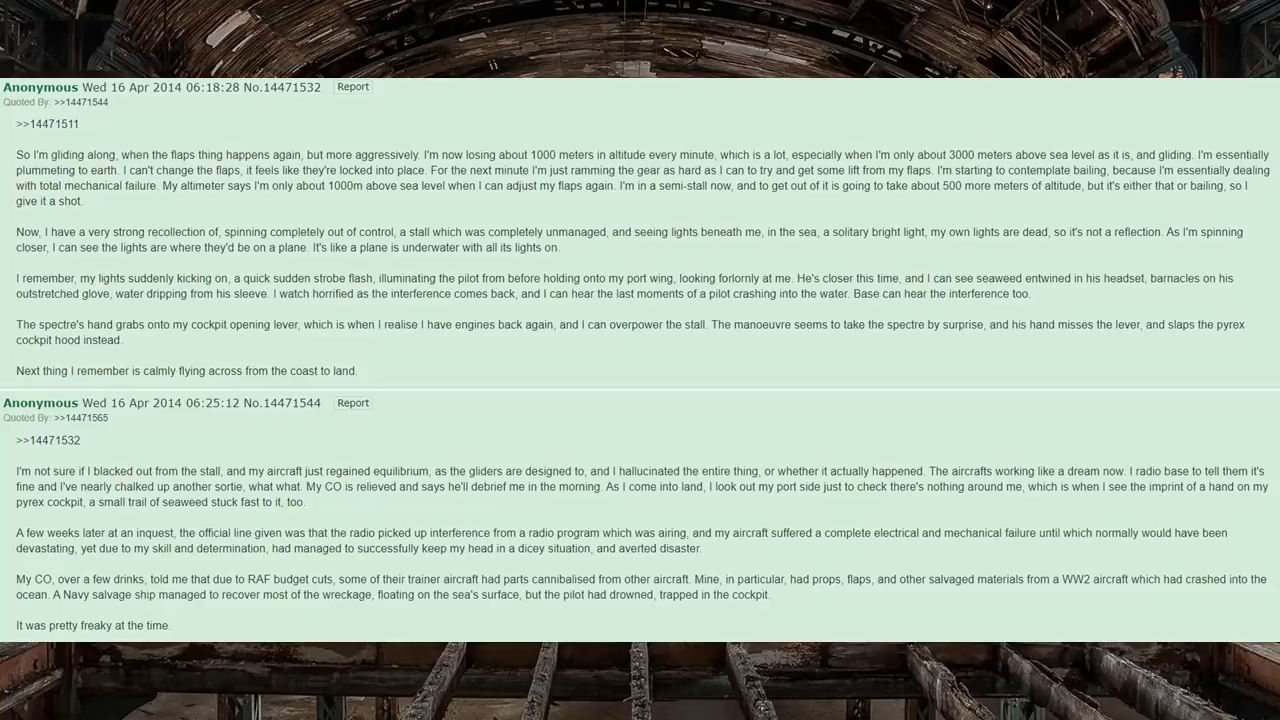 Anonymous Wed 16 Apr 2014 06:18:28 No.14471532 Report
Quoted By: >>14471544
>>14471511
So I'm gliding along, when the flaps thing happens again, but more aggressively. I'm now losing about 1000 meters in altitude every minute, which is a lot, especially when I'm only about 3000 meters above sea level as it is, and gliding. I'm essentially
plummeting to earth. I can't change the flaps, it feels like they're locked into place. For the next minute I'm just ramming the gear as hard as I can to try and get some lift from my flaps. I'm starting to contemplate bailing, because I'm essentially dealing
with total mechanical failure. My altimeter says I'm only about 1000m above sea level when I can adjust my flaps again. I'm in a semi-stall now, and to get out of it is going to take about 500 more meters of altitude, but it's either that or bailing, so I
give it a shot.
Now, I have a very strong recollection of, spinning completely out of control, a stall which was completely unmanaged, and seeing lights beneath me, in the sea, a solitary bright light, my own lights are dead, so it's not a reflection. As I'm spinning
closer, I can see the lights are where they'd be on a plane. It's like a plane is underwater with all its lights on.
I remember, my lights suddenly kicking on, a quick sudden strobe flash, illuminating the pilot from before holding onto my port wing, looking forlornly at me. He's closer this time, and I can see seaweed entwined in his headset, barnacles on his
outstretched glove, water dripping from his sleeve. I watch horrified as the interference comes back, and I can hear the last moments of a pilot crashing into the water. Base can hear the interference too.
The spectre's hand grabs onto my cockpit opening lever, which is when I realise I have engines back again, and I can overpower the stall. The manoeuvre seems to take the spectre by surprise, and his hand misses the lever, and slaps the pyrex
cockpit hood instead.
Next thing I remember is calmly flying across from the coast to land.
Anonymous Wed 16 Apr 2014 06:25:12 No.14471544 Report
Quoted By: >>14471565
>>14471532
I'm not sure if I blacked out from the stall, and my aircraft just regained equilibrium, as the gliders are designed to, and I hallucinated the entire thing, or whether it actually happened. The aircrafts working like a dream now. I radio base to tell them it's
fine and I've nearly chalked up another sortie, what what. My CO is relieved and says he'll debrief me in the morning. As I come into land, I look out my port side just to check there's nothing around me, which is when I see the imprint of a hand on my
pyrex cockpit, a small trail of seaweed stuck fast to it, too.
A few weeks later at an inquest, the official line given was that the radio picked up interference from a radio program which was airing, and my aircraft suffered a complete electrical and mechanical failure until which normally would have been
devastating, yet due to my skill and determination, had managed to successfully keep my head in a dicey situation, and averted disaster.
My CO, over a few drinks, told me that due to RAF budget cuts, some of their trainer aircraft had parts cannibalised from other aircraft. Mine, in particular, had props, flaps, and other salvaged materials from a WW2 aircraft which had crashed into the
ocean. A Navy salvage ship managed to recover most of the wreckage, floating on the sea's surface, but the pilot had drowned, trapped in the cockpit.
It was pretty freaky at the time.